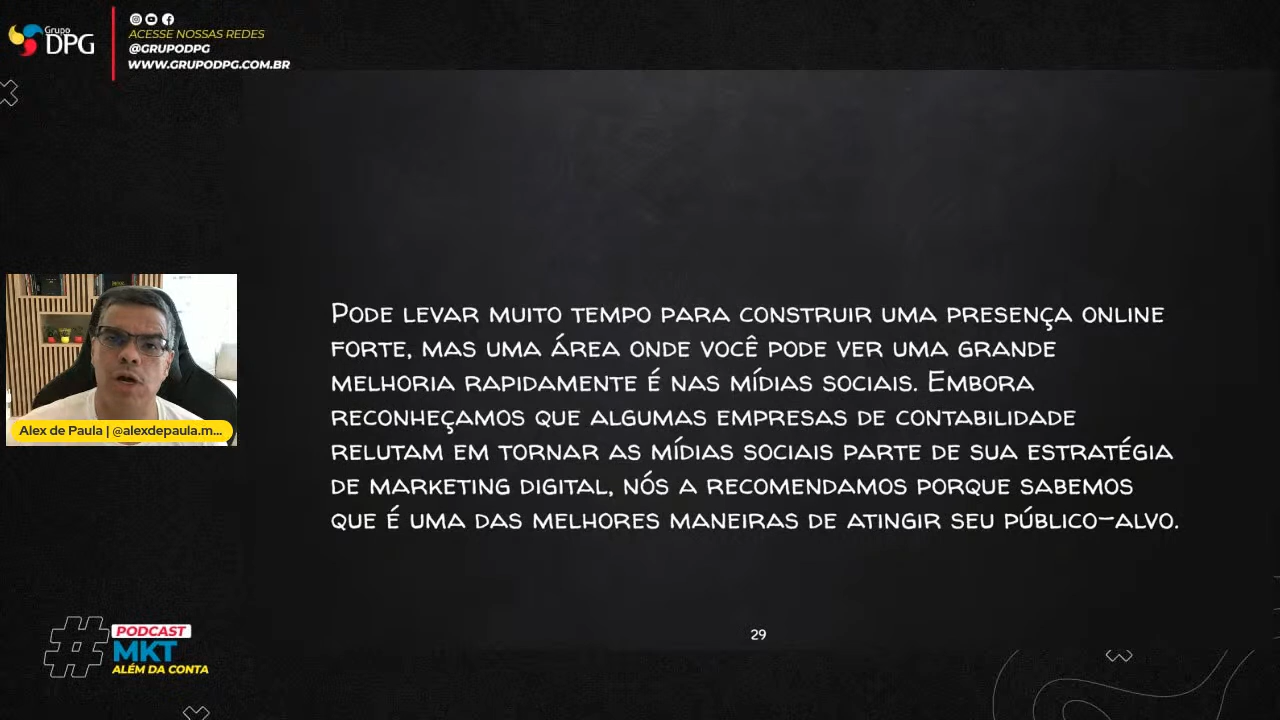 Grupo
DPG
ACESSE NOSSAS REDES
@GRUPODPG
WWW.GRUPODPG.COM.BR
PODE LEVAR MUITO TEMPO PARA CONSTRUIR UMA PRESENÇA ONLINE
FORTE, MAS UMA ÁREA ONDE VOCÊ PODE VER UMA GRANDE
MELHORIA RAPIDAMENTE É NAS MÍDIAS SOCIAIS. EMBORA
RECONHEÇAMOS QUE ALGUMAS EMPRESAS DE CONTABILIDADE
RELUTAM EM TORNAR AS MÍDIAS SOCIAIS PARTE DE SUA ESTRATÉGIA
DE MARKETING DIGITAL, NÓS A RECOMENDAMOS PORQUE SABEMOS
QUE É UMA DAS MELHORES MANEIRAS DE ATINGIR SEU PÚBLICO-ALVO.
Alex de Paula | @alexdepaula.m...
29
#
PODCAST
MKT
ALÉM DA CONTA